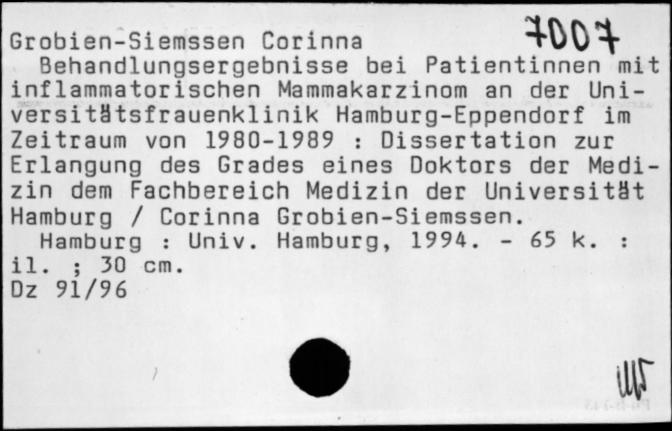 7007
Grobien-Siemssen Corinna
Behandlungsergebnisse bei Patientinnen mit
inflammatorischen Mammakarzinom an der Uni-
versitätsfrauenklinik Hamburg-Eppendorf im
Zeitraum von 1980-1989 : Dissertation zur
Erlangung des Grades eines Doktors der Medi-
zin dem Fachbereich Medizin der Universität
Hamburg / Corinna Grobien-Siemssen.
Hamburg : Univ. Hamburg, 1994. - 65 k. :
il. ; 30 cm.
Dz 91/96